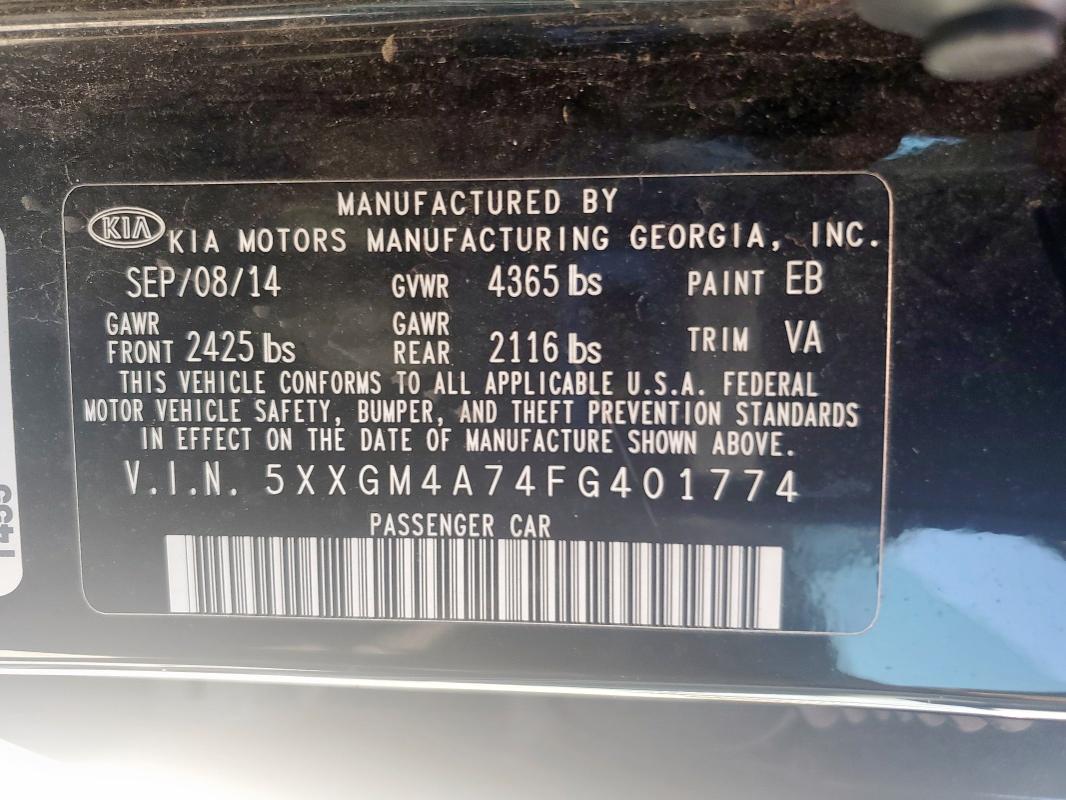 MANUFACTURED BY
KIA KIA MOTORS MANUFACTURING GEORGIA, INC.
SEP/08/14 GVWR 4365 lbs PAINT EB
GAWR FRONT 2425 lbs GAWR REAR 2116 lbs TRIM VA
THIS VEHICLE CONFORMS TO ALL APPLICABLE U.S.A. FEDERAL
MOTOR VEHICLE SAFETY, BUMPER, AND THEFT PREVENTION STANDARDS
IN EFFECT ON THE DATE OF MANUFACTURE SHOWN ABOVE.
V.I.N. 5XXGM4A74FG401774
PASSENGER CAR